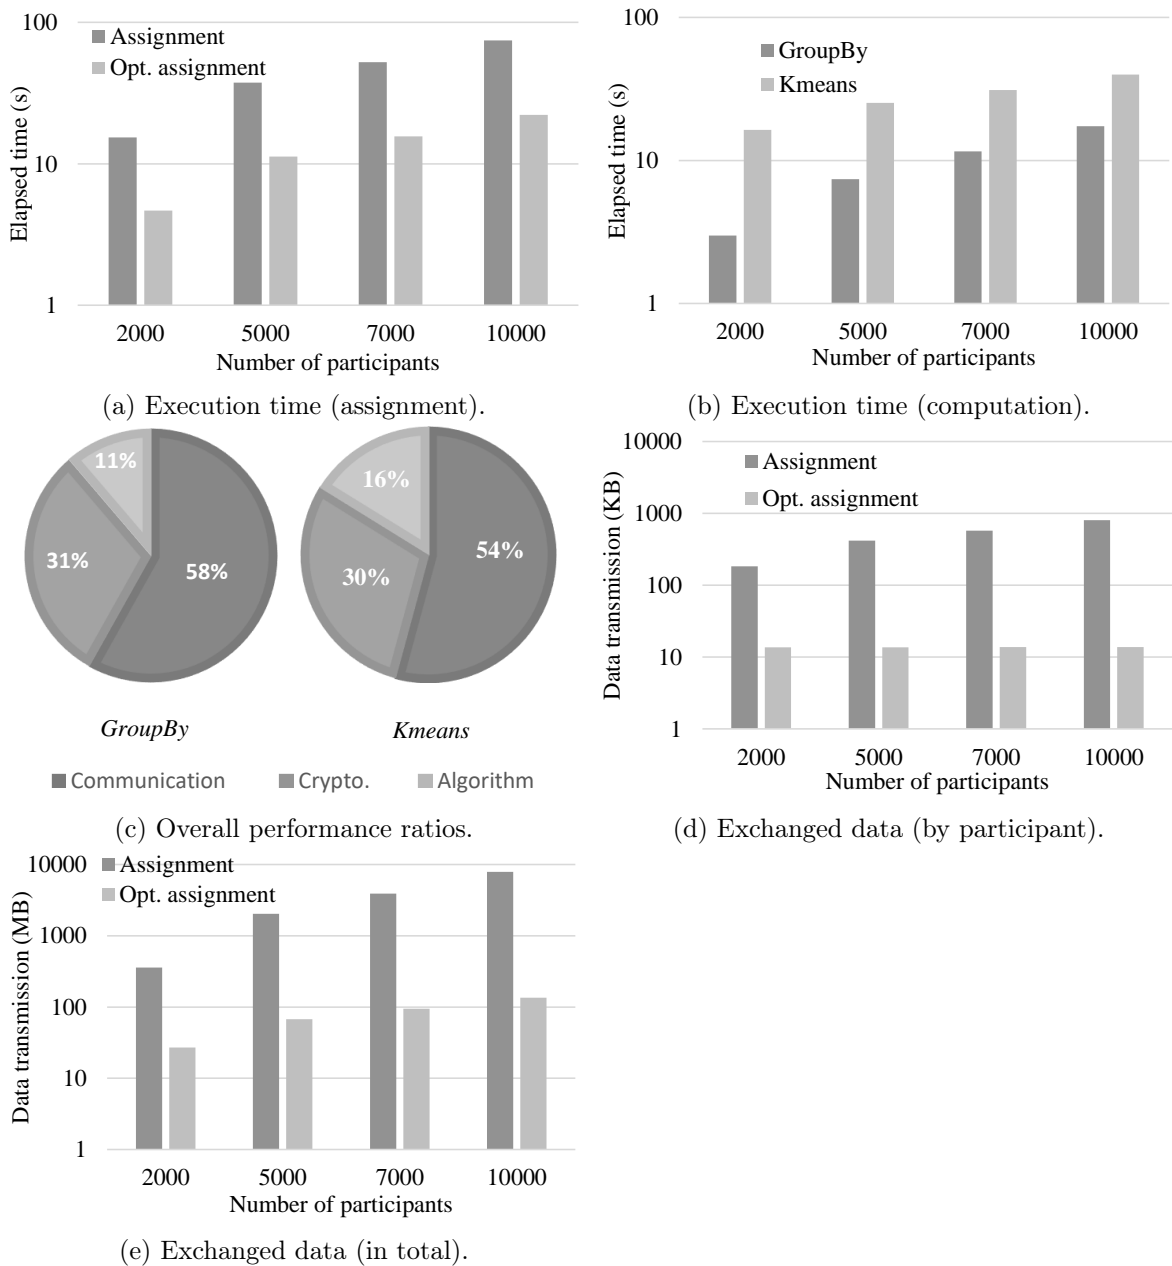 100
10
1
Elapsed time (s)
Assignment
Opt. assignment
2000 5000 7000 10000
Number of participants
(a) Execution time (assignment).
100
10
1
Elapsed time (s)
GroupBy
Kmeans
2000 5000 7000 10000
Number of participants
(b) Execution time (computation).
11%
31%
58%
GroupBy
16%
30%
54%
Kmeans
Communication Crypto. Algorithm
(c) Overall performance ratios.
10000
1000
100
10
1
Data transmission (KB)
Assignment
Opt. assignment
2000 5000 7000 10000
Number of participants
(d) Exchanged data (by participant).
10000
1000
100
10
1
Data transmission (MB)
Assignment
Opt. assignment
2000 5000 7000 10000
Number of participants
(e) Exchanged data (in total).